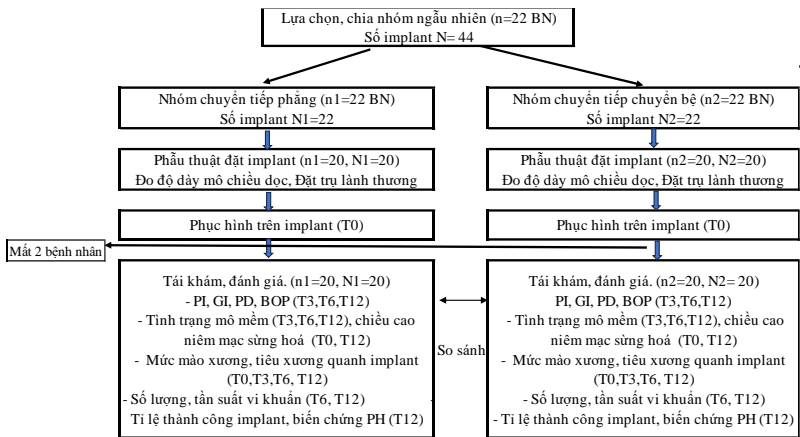 Lựa chọn, chia nhóm ngẫu nhiên (n=22 BN)
Số implant N= 44
Nhóm chuyển tiếp phẳng (n1=22 BN)
Số implant N1=22
Nhóm chuyển tiếp chuyển bệ (n2=22 BN)
Số implant N2=22
Phẫu thuật đặt implant (n1=20, N1=20)
Đo độ dày mô chiều dọc, Đặt trụ lành thương
Phẫu thuật đặt implant (n2=20, N2=20)
Đo độ dày mô chiều dọc, Đặt trụ lành thương
Phục hình trên implant (T0)
Phục hình trên implant (T0)
Mất 2 bệnh nhân
Tái khám, đánh giá. (n1=20, N1=20)
- PI, GI, PD, BOP (T3,T6,T12)
- Tình trạng mô mềm (T3,T6,T12), chiều cao
niêm mạc sừng hoá (T0, T12)
- Mức mào xương, tiêu xương quanh implant
(T0,T3,T6, T12)
- Số lượng, tần suất vi khuẩn (T6, T12)
Tỉ lệ thành công implant, biến chứng PH (T12)
So sánh
Tái khám, đánh giá. (n2=20, N2= 20)
PI, GI, PD, BOP (T3,T6,T12)
- Tình trạng mô mềm (T3,T6,T12), chiều cao
niêm mạc sừng hoá (T0, T12)
- Mức mào xương, tiêu xương quanh implant
(T0,T3,T6, T12)
- Số lượng, tần suất vi khuẩn (T6, T12)
- Tỉ lệ thành công implant, biến chứng PH (T12)